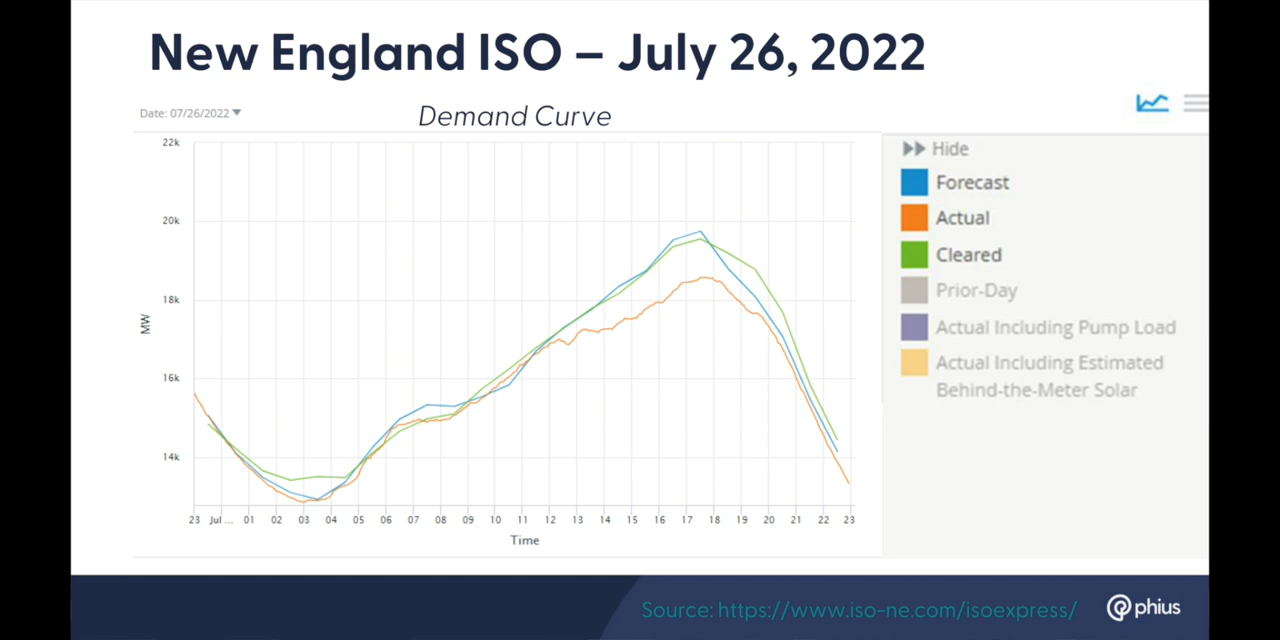 New England ISO – July 26, 2022
Date: 07/26/2022
Demand Curve
Hide
Forecast
Actual
Cleared
Prior-Day
Actual Including Pump Load
Actual Including Estimated
Behind-the-Meter Solar
22k
20k
18k
16k
14k
MW
23 Jul ... 01 02 03 04 05 06 07 08 09 10 11 12 13 14 15 16 17 18 19 20 21 22 23
Time
Source: https://www.iso-ne.com/isoexpress/
phius